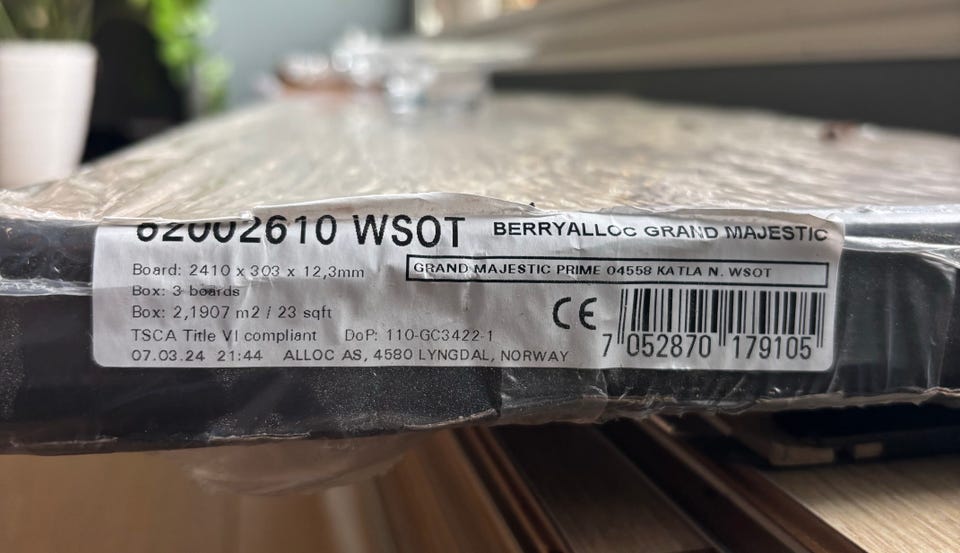 62002610 WSOT BERRYALLOC GRAND MAJESTIC
Board: 2410 x 303 x 12,3mm
GRAND MAJESTIC PRIME 04558 KATLA N. WSOT
Box: 3 boards
Box: 2,1907 m2 / 23 sqft
CE
TSCA Title VI compliant DoP: 110-GC3422-1
07.03.24 21:44 ALLOC AS, 4580 LYNGDAL, NORWAY
7 052870 179105